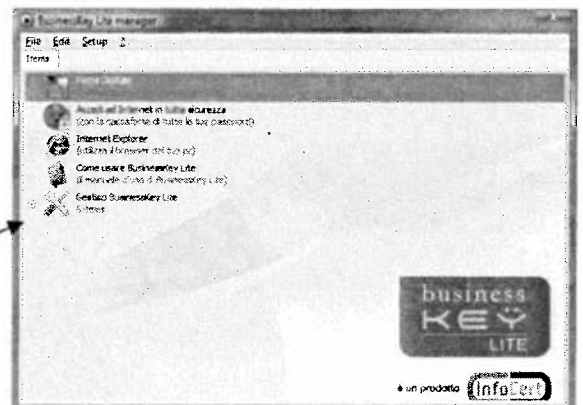 BusinessKey Lite manager
File Edit Setup ?
Items
Firma Digitale
Accedi ad Internet in tutta sicurezza
(con la cassaforte di tutte le tue password)
Internet Explorer
(utilizza il browser del tuo pc)
Come usare BusinessKey Lite
(il manuale d'uso di BusinessKey Lite)
Gestisci BusinessKey Lite
business
KEY
LITE
è un prodotto InfoCert